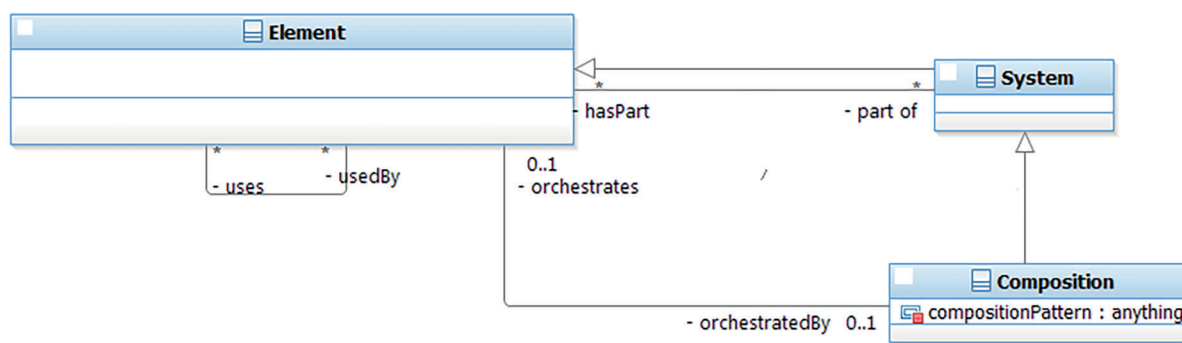 Element
System
* *
- hasPart - part of
* *
- uses - usedBy
0..1
- orchestrates
/
Composition
compositionPattern : anything
- orchestratedBy 0..1